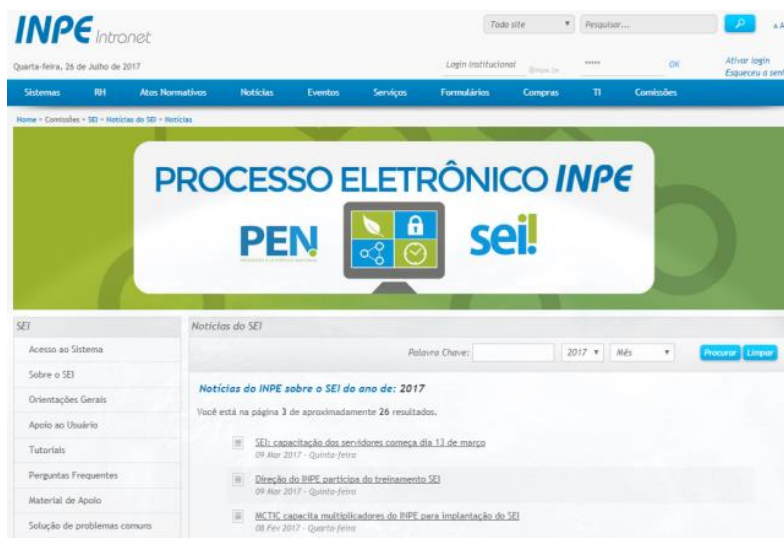 INPE Intranet
Todo site
Pesquisar...
A A
Quarta-feira, 26 de Julho de 2017
Login Institucional
@inpe.br
*****
OK
Ativar login
Esqueceu a senh
Sistemas RH Atos Normativos Notícias Eventos Serviços Formulários Compras TI Comissões
Home » Comissões » SEI » Notícias do SEI » Notícias
PROCESSO ELETRÔNICO INPE
PEN
sei!
SEI
Acesso ao Sistema
Sobre o SEI
Orientações Gerais
Apoio ao Usuário
Tutoriais
Perguntas Frequentes
Material de Apoio
Solução de problemas comuns
Notícias do SEI
Palavra Chave: 2017 Mês Procurar Limpar
Notícias do INPE sobre o SEI do ano de: 2017
Você está na página 3 de aproximadamente 26 resultados.
SEI: capacitação dos servidores começa dia 13 de março
09 Mar 2017 - Quinta-feira
Direção do INPE participa do treinamento SEI
09 Mar 2017 - Quinta-feira
MCTIC capacita multiplicadores do INPE para implantação do SEI
08 Fev 2017 - Quarta-feira